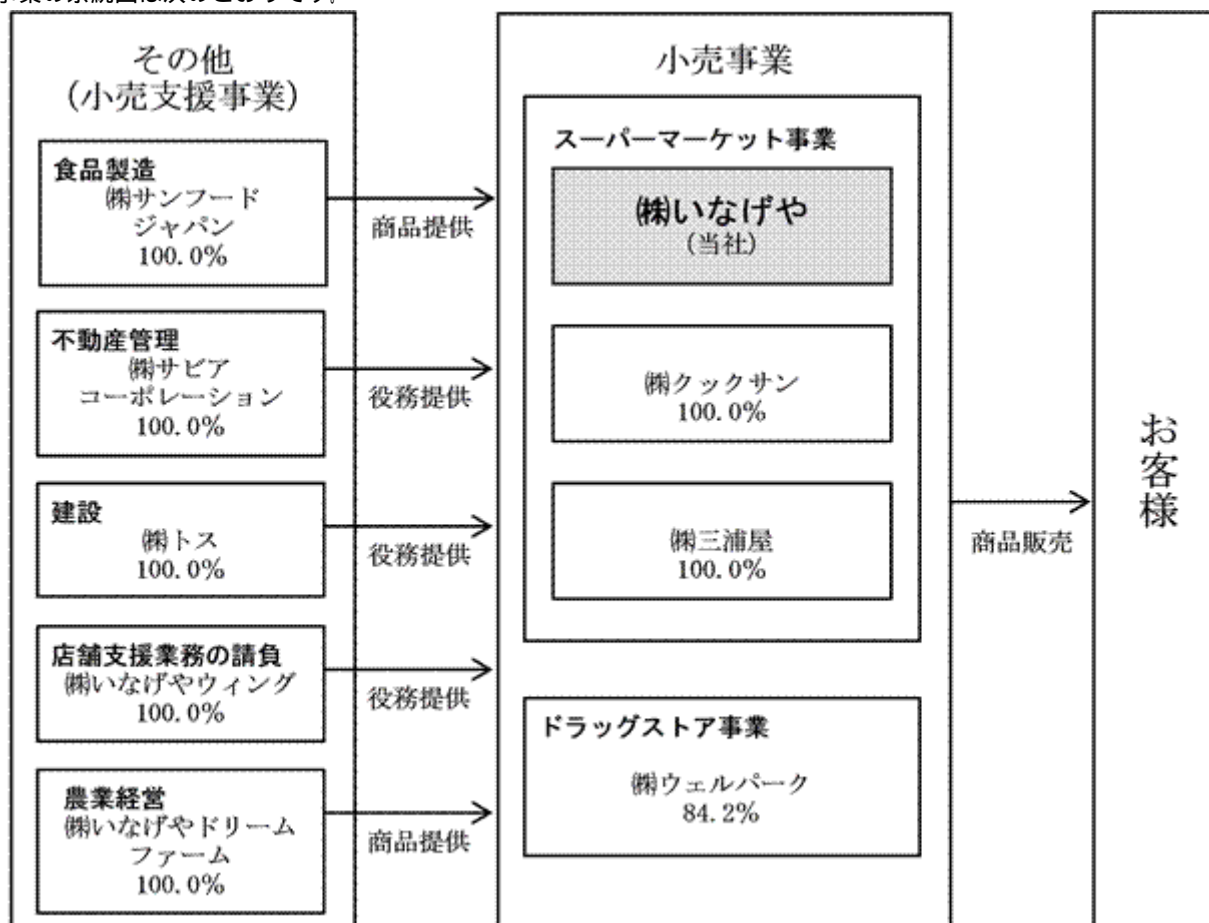 事業の系統図は次のとおりです。
その他
（小売支援事業）
食品製造
㈱サンフード
ジャパン
100.0%
商品提供
不動産管理
㈱サビア
コーポレーション
100.0%
役務提供
建設
㈱トス
100.0%
役務提供
店舗支援業務の請負
㈱いなげやウィング
100.0%
役務提供
農業経営
㈱いなげやドリーム
ファーム
100.0%
商品提供
小売事業
スーパーマーケット事業
㈱いなげや
（当社）
㈱クックサン
100.0%
㈱三浦屋
100.0%
ドラッグストア事業
㈱ウェルパーク
84.2%
商品販売
お客様